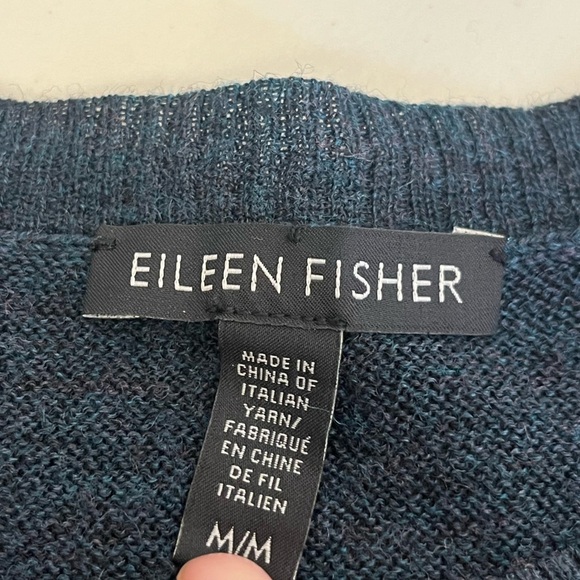 EILEEN FISHER
MADE IN
CHINA OF
ITALIAN
YARN/
FABRIQUÉ
EN CHINE
DE FIL
ITALIEN
M/M